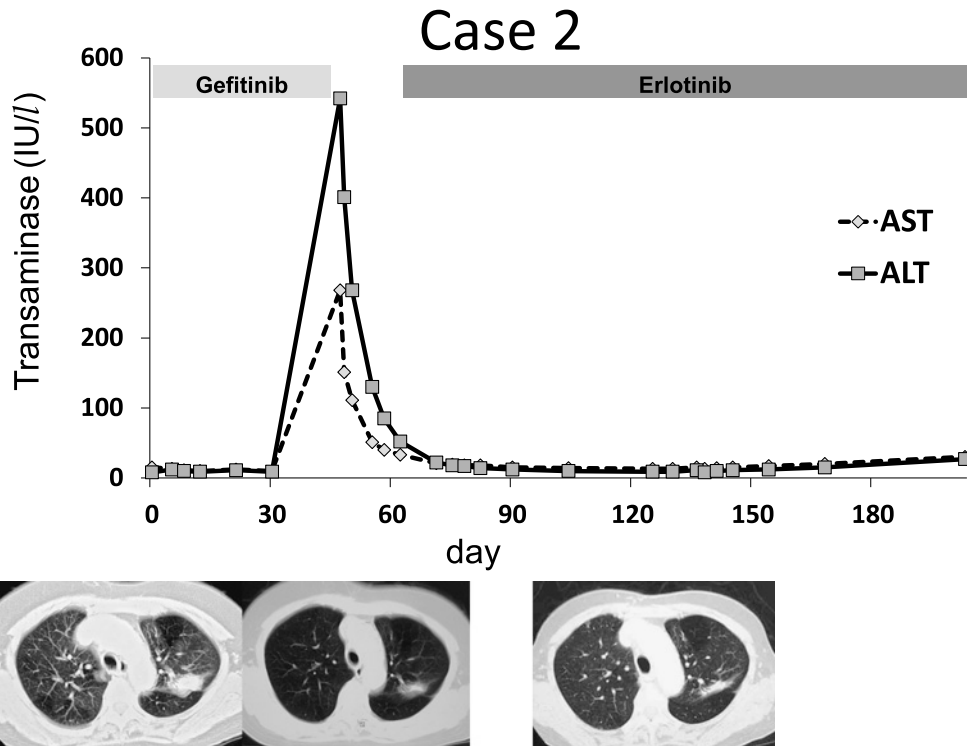 Case 2
Gefitinib
Erlotinib
Transaminase (IU/l)
600
500
400
300
200
100
0
AST
ALT
0 30 60 90 120 150 180
day